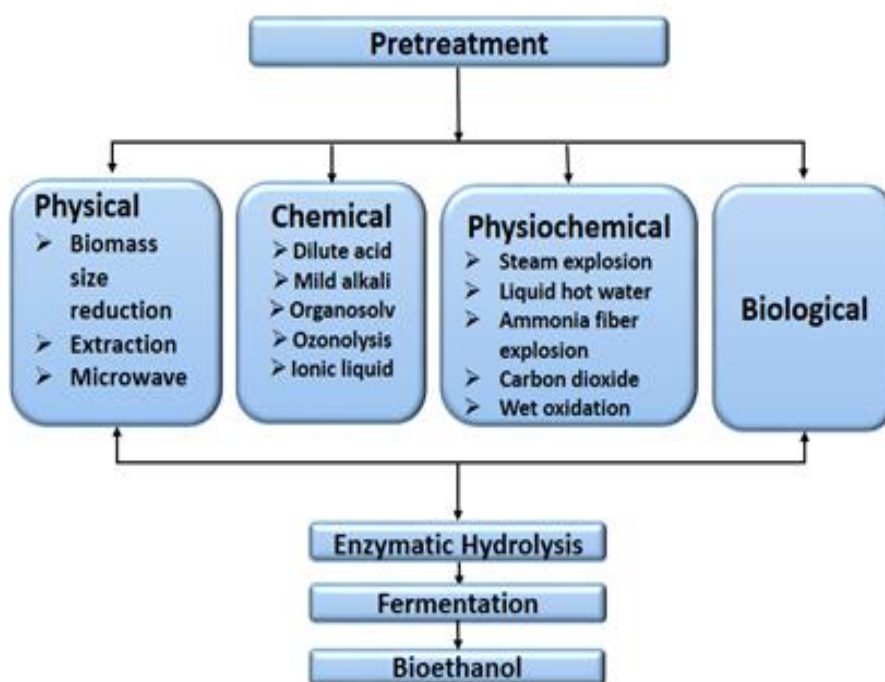 Pretreatment
Physical
➢ Biomass
size
reduction
➢ Extraction
➢ Microwave
Chemical
➢ Dilute acid
➢ Mild alkali
➢ Organosolv
➢ Ozonolysis
➢ Ionic liquid
Physiochemical
➢ Steam explosion
➢ Liquid hot water
➢ Ammonia fiber
explosion
➢ Carbon dioxide
➢ Wet oxidation
Biological
Enzymatic Hydrolysis
Fermentation
Bioethanol